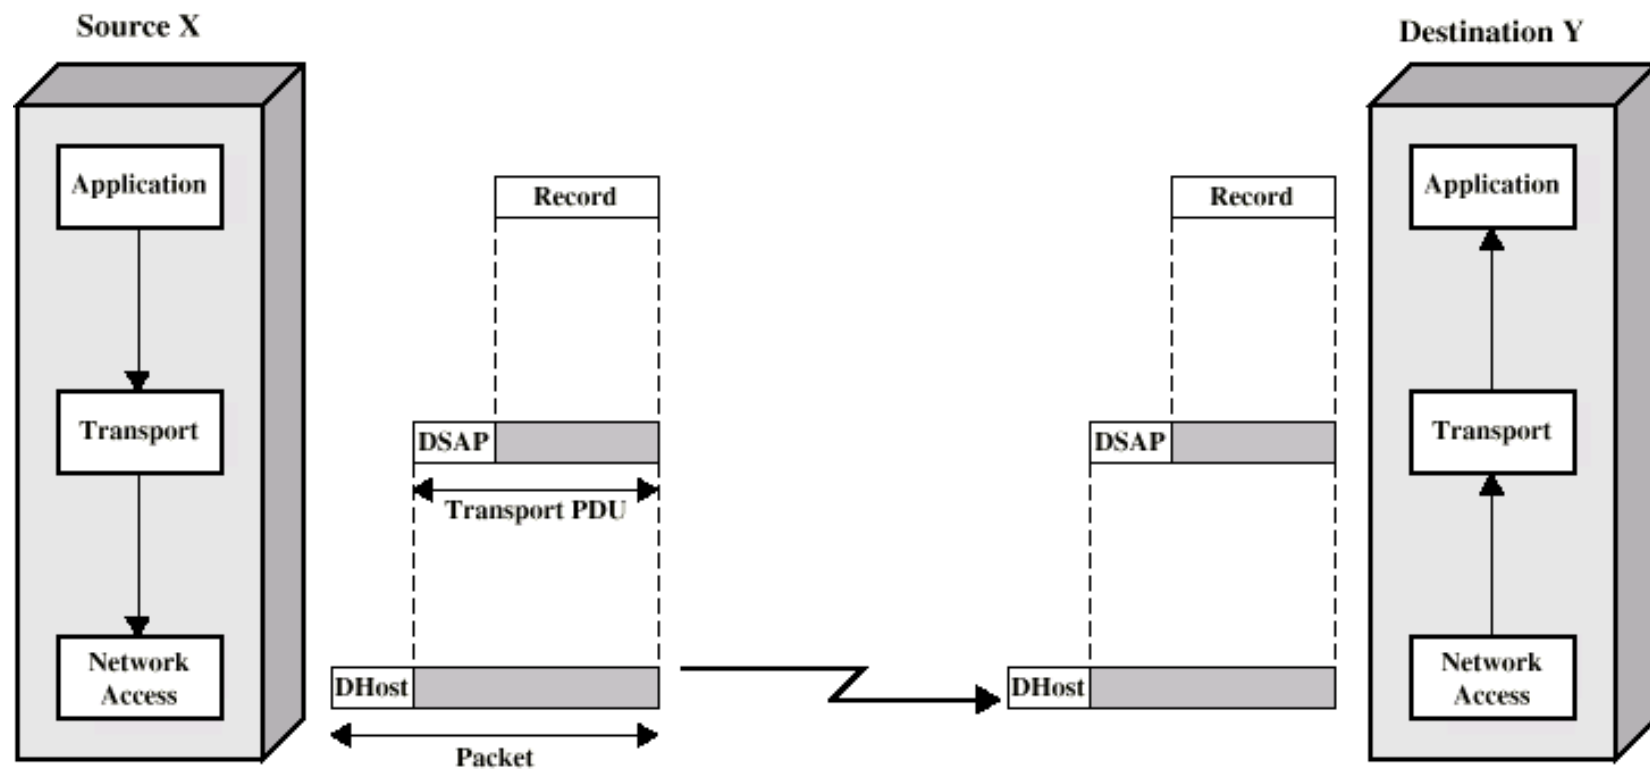 Source X
Destination Y
Application
Record
Record
Application
Transport
DSAP
DSAP
Transport
Transport PDU
Network
Access
DHost
DHost
Network
Access
Packet